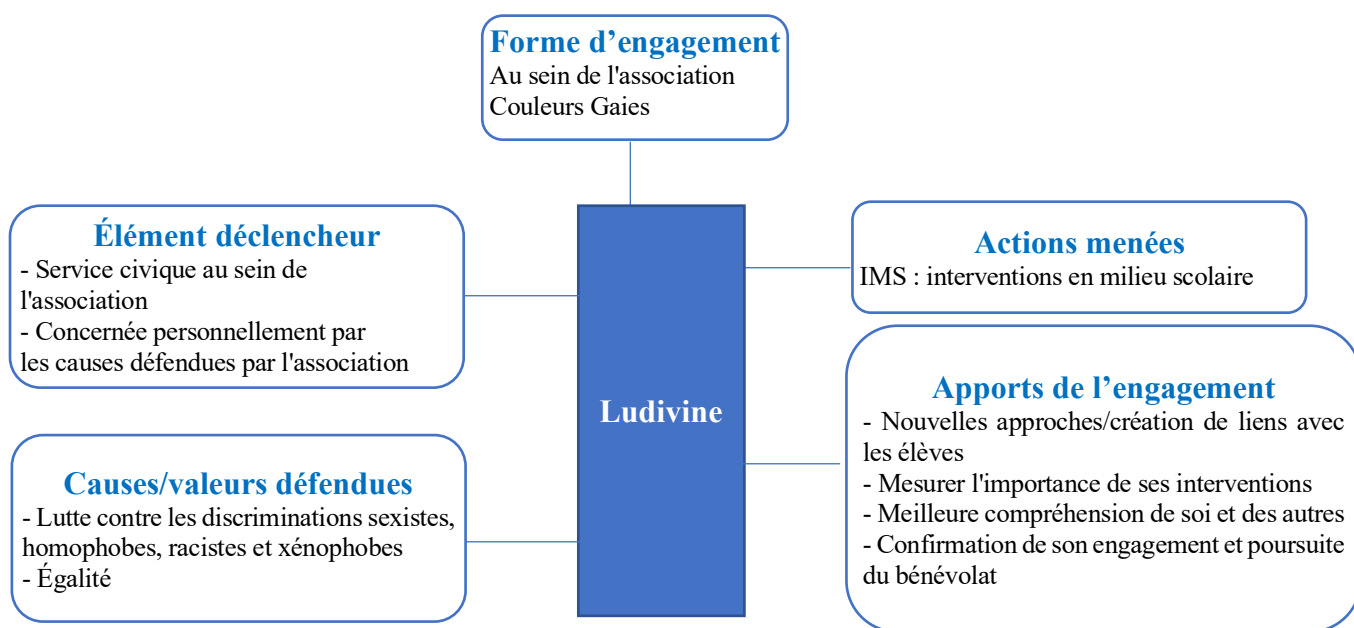 Forme d’engagement
Au sein de l'association
Couleurs Gaies
Élément déclencheur
- Service civique au sein de
l'association
- Concernée personnellement par
les causes défendues par l'association
Causes/valeurs défendues
- Lutte contre les discriminations sexistes,
homophobes, racistes et xénophobes
- Égalité
Ludivine
Actions menées
IMS : interventions en milieu scolaire
Apports de l’engagement
- Nouvelles approches/création de liens avec
les élèves
- Mesurer l'importance de ses interventions
- Meilleure compréhension de soi et des autres
- Confirmation de son engagement et poursuite
du bénévolat